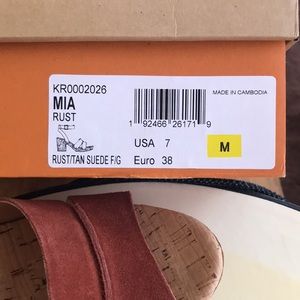 KR0002026
MIA
RUST
MADE IN CAMBODIA
1 92466 26171 9
USA 7
M
RUST/TAN SUEDE F/G
Euro 38